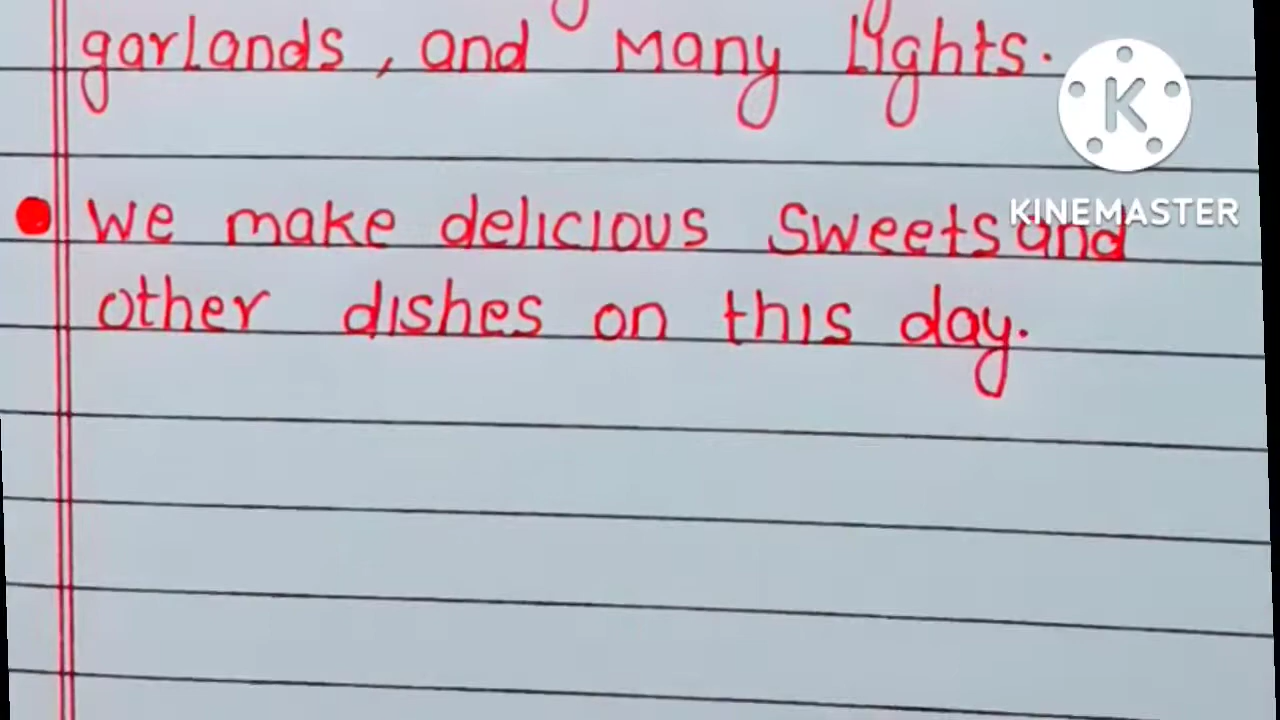 garlands, and many lights.
K
KINEMASTER
We make delicious Sweets and
other dishes on this day.